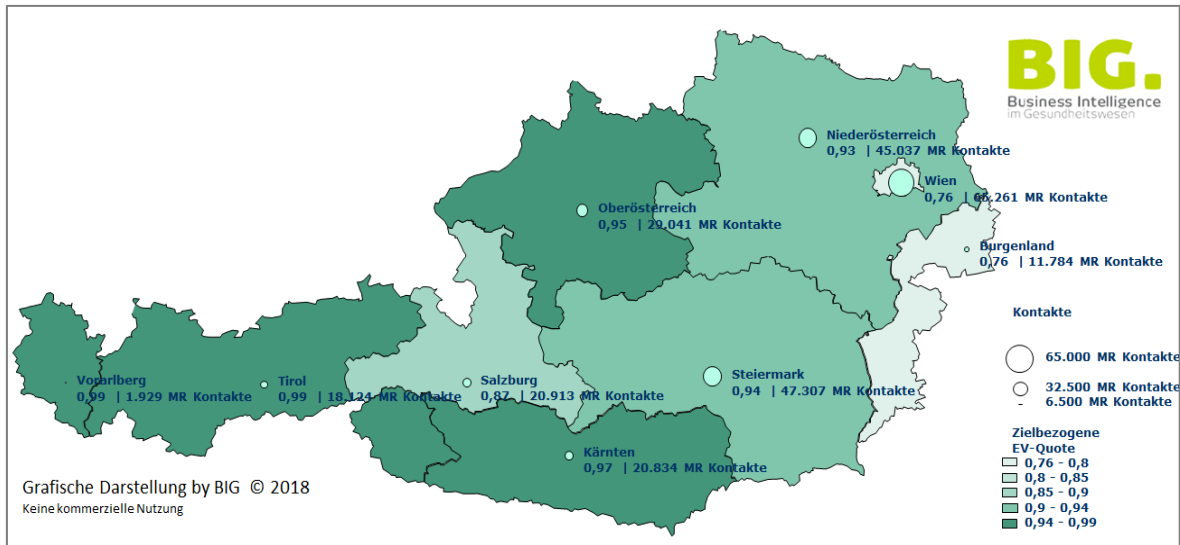 BIG.
Business Intelligence
im Gesundheitswesen
Niederösterreich
0,93 | 45.037 MR Kontakte
Wien
0,76 | 65.261 MR Kontakte
Oberösterreich
0,95 | 29.041 MR Kontakte
Burgenland
0,76 | 11.784 MR Kontakte
Vorarlberg
0,99 | 1.929 MR Kontakte
Tirol
0,99 | 18.124 MR Kontakte
Salzburg
0,87 | 20.913 MR Kontakte
Steiermark
0,94 | 47.307 MR Kontakte
Kärnten
0,97 | 20.834 MR Kontakte
Kontakte
65.000 MR Kontakte
32.500 MR Kontakte
6.500 MR Kontakte
Zielbezogene
EV-Quote
0,76 - 0,8
0,8 - 0,85
0,85 - 0,9
0,9 - 0,94
0,94 - 0,99
Grafische Darstellung by BIG © 2018
Keine kommerzielle Nutzung